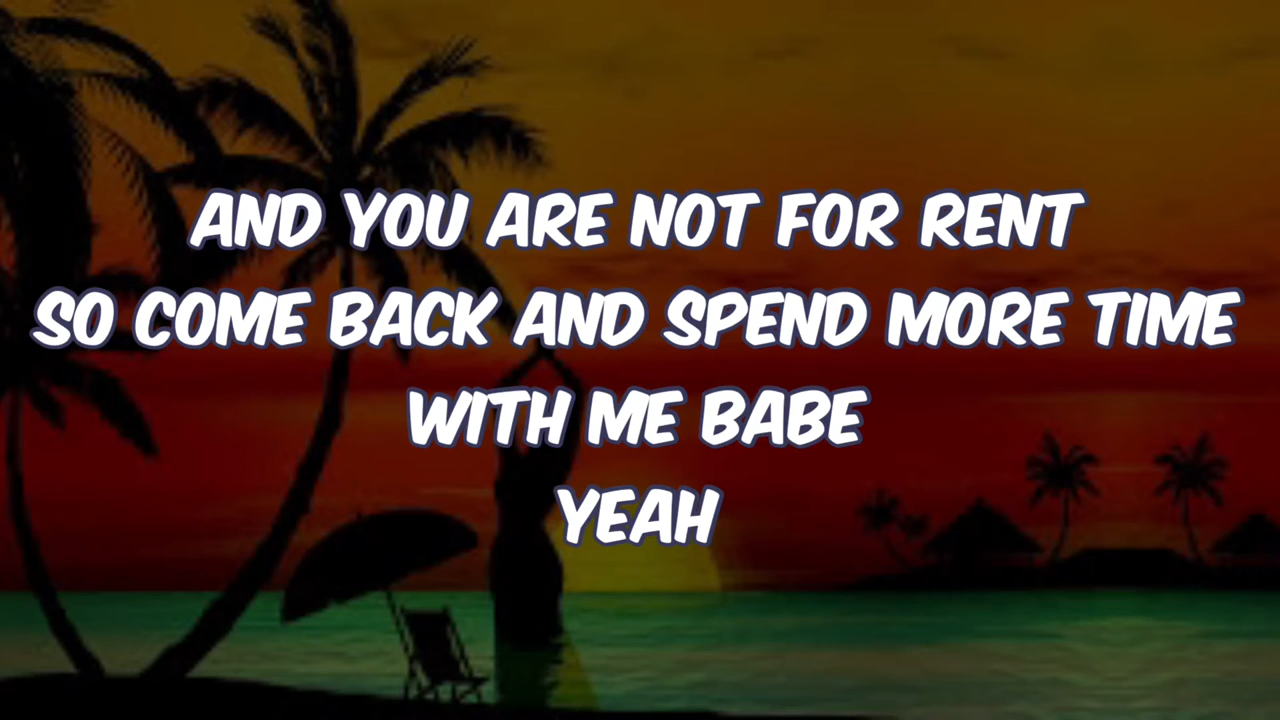 AND YOU ARE NOT FOR RENT
SO COME BACK AND SPEND MORE TIME
WITH ME BABE
YEAH